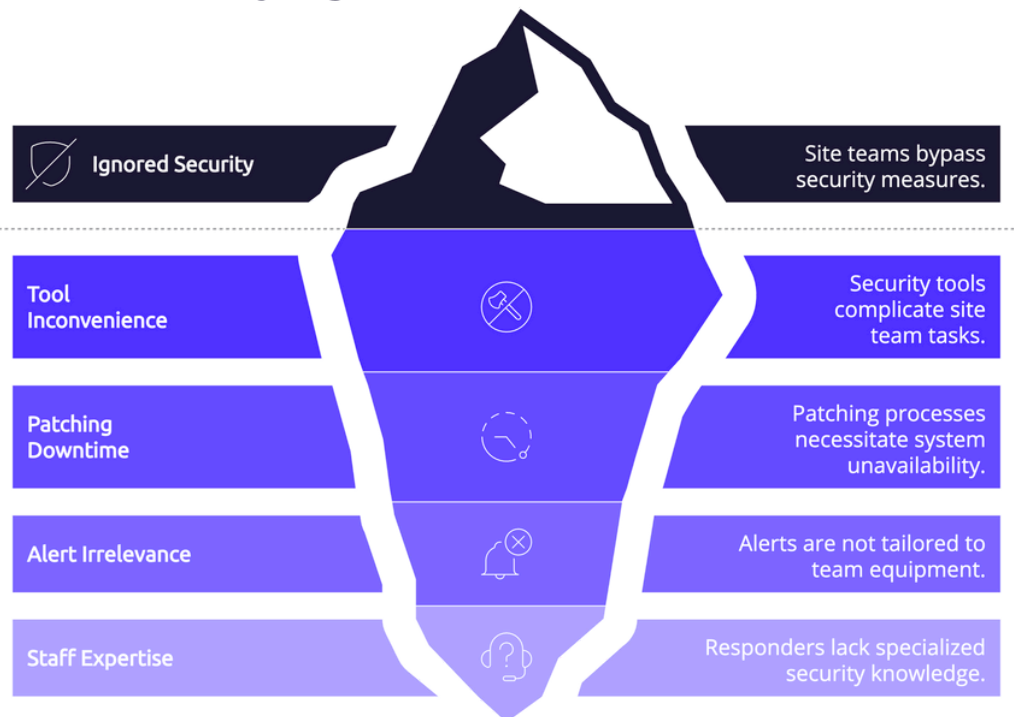 Ignored Security
Site teams bypass
security measures.
Tool
Inconvenience
Security tools
complicate site
team tasks.
Patching
Downtime
Patching processes
necessitate system
unavailability.
Alert Irrelevance
Alerts are not tailored to
team equipment.
Staff Expertise
Responders lack specialized
security knowledge.